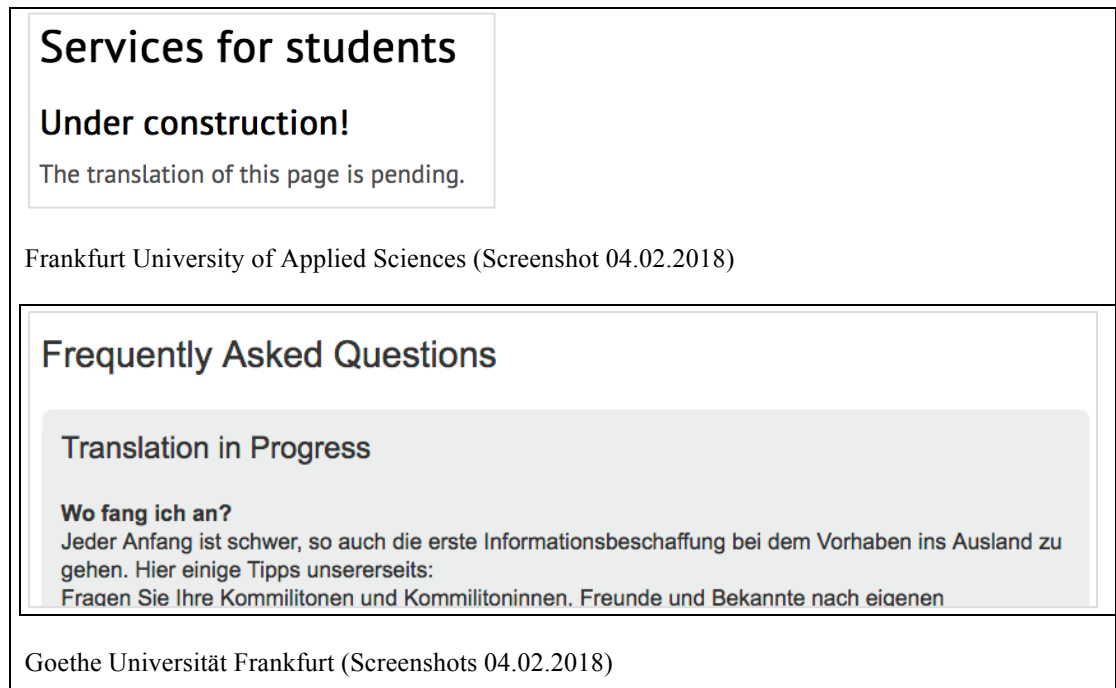 Services for students
Under construction!
The translation of this page is pending.
Frankfurt University of Applied Sciences (Screenshot 04.02.2018)
Frequently Asked Questions
Translation in Progress
Wo fang ich an?
Jeder Anfang ist schwer, so auch die erste Informationsbeschaffung bei dem Vorhaben ins Ausland zu
gehen. Hier einige Tipps unsererseits:
Fragen Sie Ihre Kommilitonen und Kommilitoninnen, Freunde und Bekannte nach eigenen
Goethe Universität Frankfurt (Screenshots 04.02.2018)